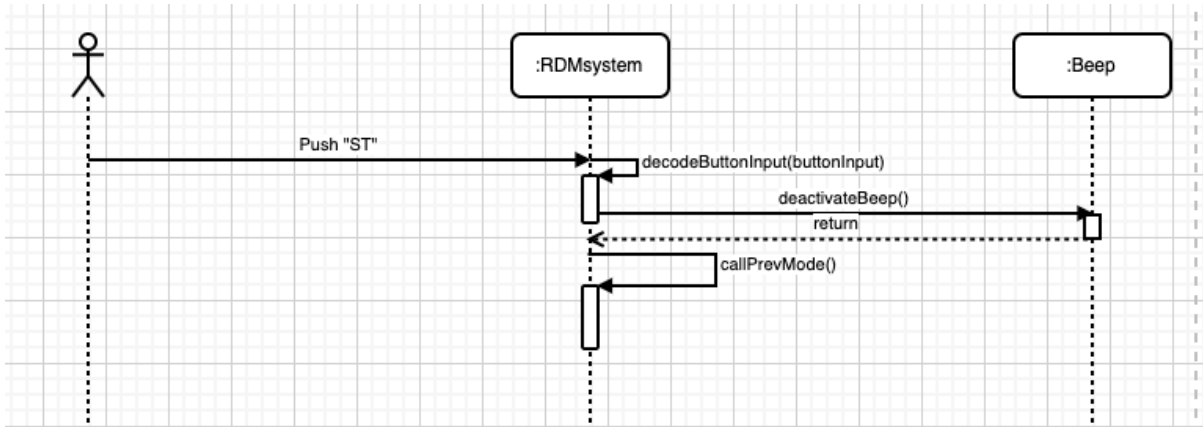 :RDMsystem
:Beep
Push "ST"
decodeButtonInput(buttonInput)
deactivateBeep()
return
callPrevMode()